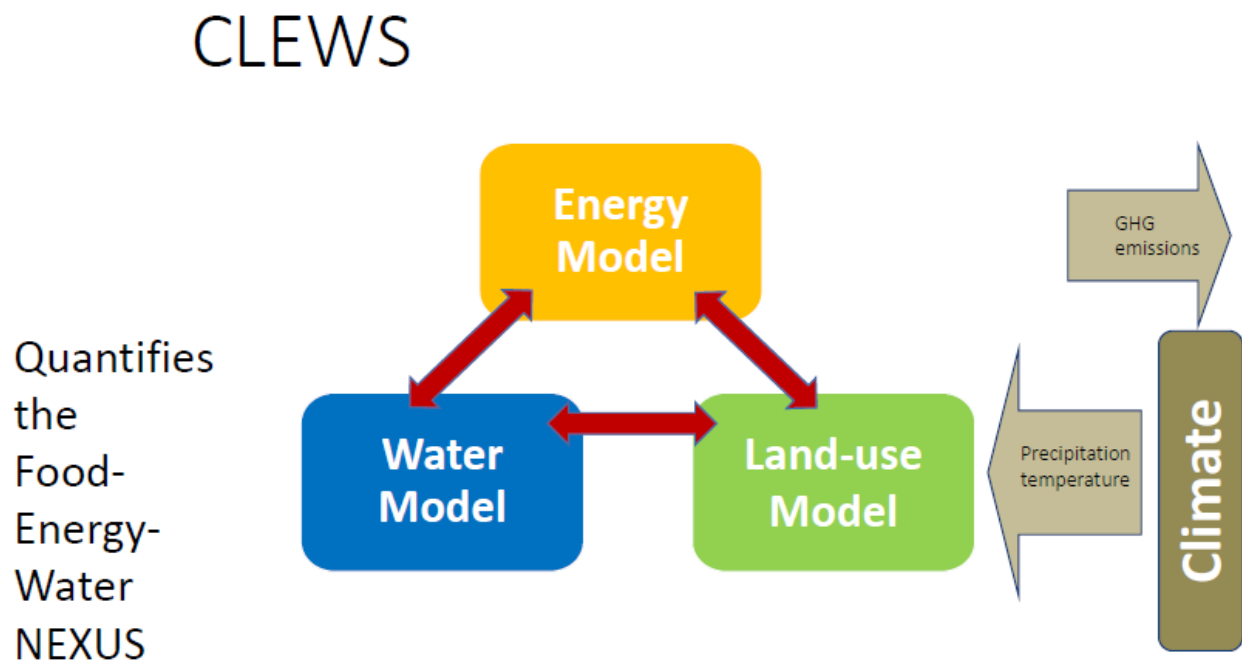 CLEWS
Energy
Model
GHG
emissions
Quantifies
the
Food-
Energy-
Water
NEXUS
Water
Model
Land-use
Model
Precipitation
temperature
Climate